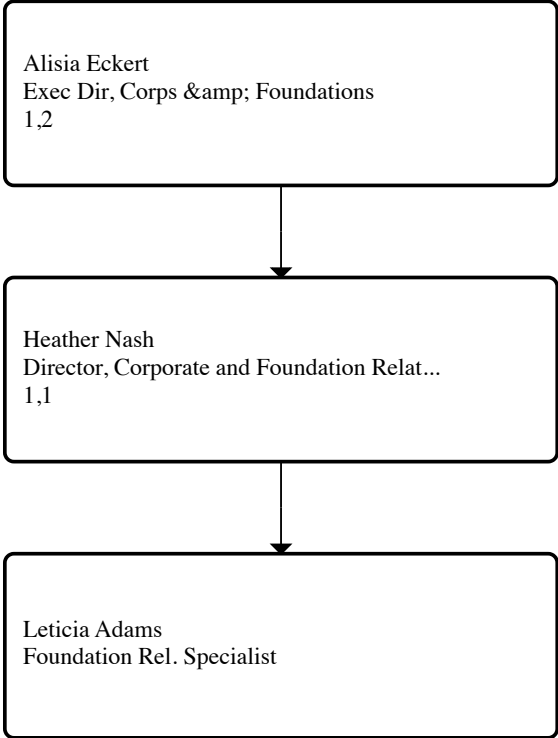 Alisia Eckert
Exec Dir, Corps &amp; Foundations
1,2
Heather Nash
Director, Corporate and Foundation Relat...
1,1
Leticia Adams
Foundation Rel. Specialist